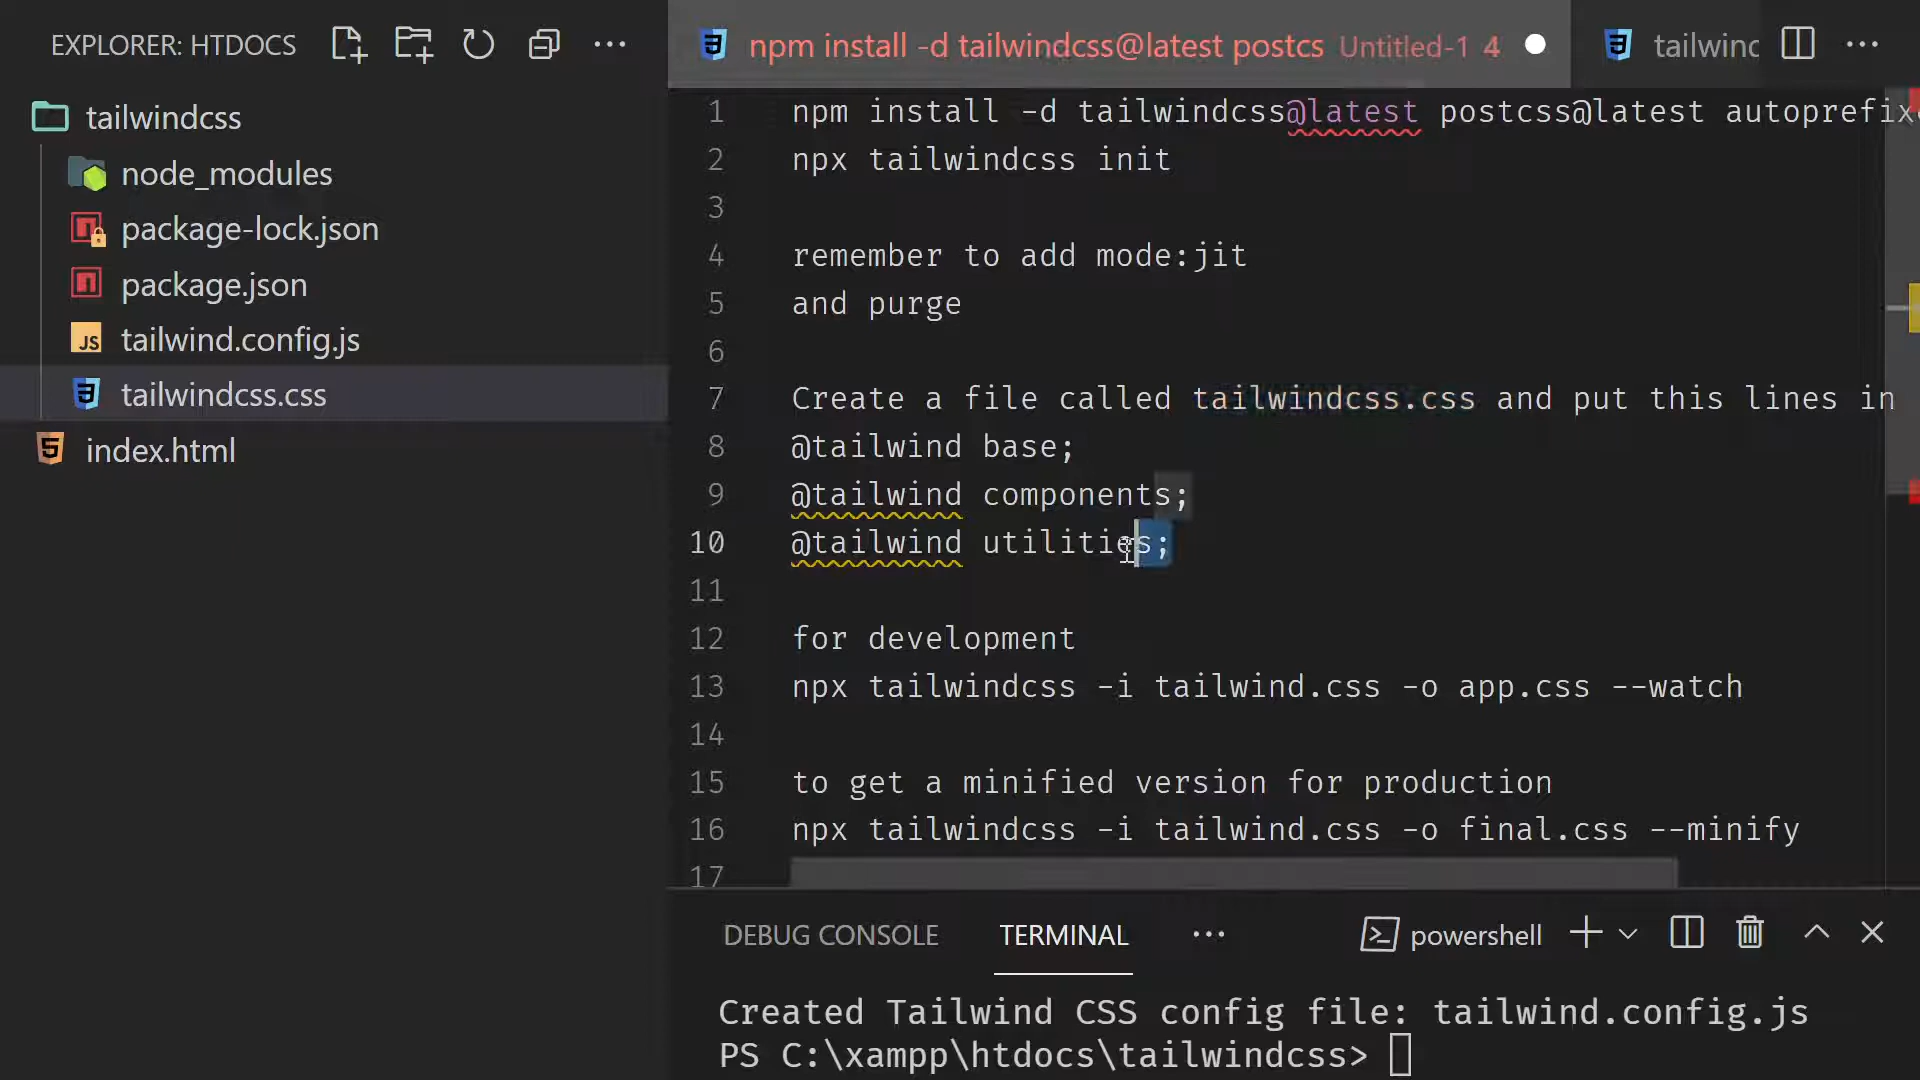 EXPLORER: HTDOCS
tailwindcss
node_modules
package-lock.json
package.json
JS tailwind.config.js
tailwindcss.css
index.html
npm install -d tailwindcss@latest postcs Untitled-1 4
tailwinc
1 npm install -d tailwindcss@latest postcss@latest autoprefix
2 npx tailwindcss init
3
4 remember to add mode:jit
5 and purge
6
7 Create a file called tailwindcss.css and put this lines in
8 @tailwind base;
9 @tailwind components;
10 @tailwind utilities;
11
12 for development
13 npx tailwindcss -i tailwind.css -o app.css --watch
14
15 to get a minified version for production
16 npx tailwindcss -i tailwind.css -o final.css --minify
17
DEBUG CONSOLE TERMINAL powershell
Created Tailwind CSS config file: tailwind.config.js
PS C:\xampp\htdocs\tailwindcss>